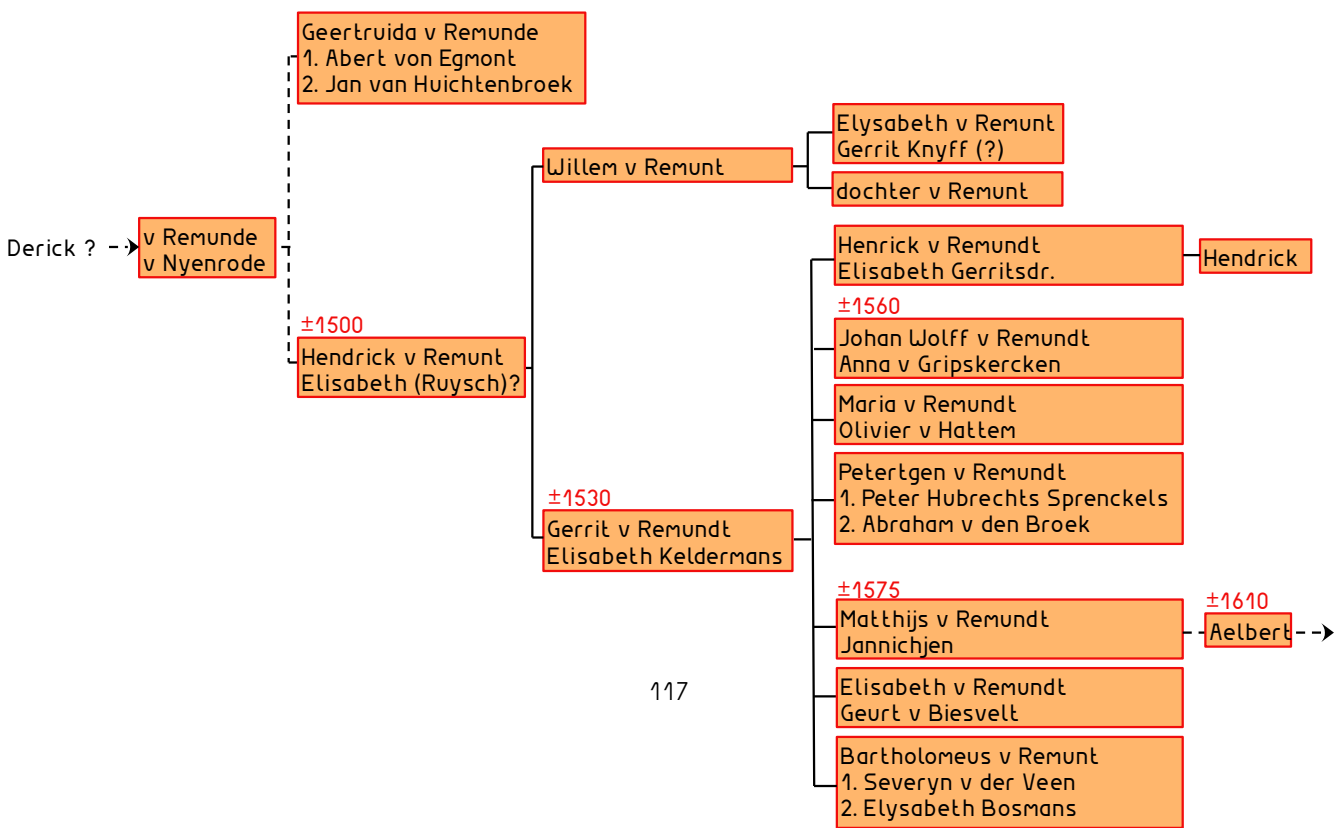 Geertruida v Remunde
1. Abert von Egmont
2. Jan van Huichtenbroek
Elysabeth v Remunt
Gerrit Knyff (?)
Willem v Remunt
dochter v Remunt
Derick ?
v Remunde
v Nyenrode
Henrick v Remundt
Elisabeth Gerritsdr.
Hendrick
±1500
Hendrick v Remunt
Elisabeth (Ruysch)?
±1560
Johan Wolff v Remundt
Anna v Gripskercken
Maria v Remundt
Olivier v Hattem
Petertgen v Remundt
1. Peter Hubrechts Sprenckels
2. Abraham v den Broek
±1530
Gerrit v Remundt
Elisabeth Keldermans
±1575
Matthijs v Remundt
Jannichjen
±1610
Aelbert
117
Elisabeth v Remundt
Geurt v Biesvelt
Bartholomeus v Remunt
1. Severyn v der Veen
2. Elysabeth Bosmans